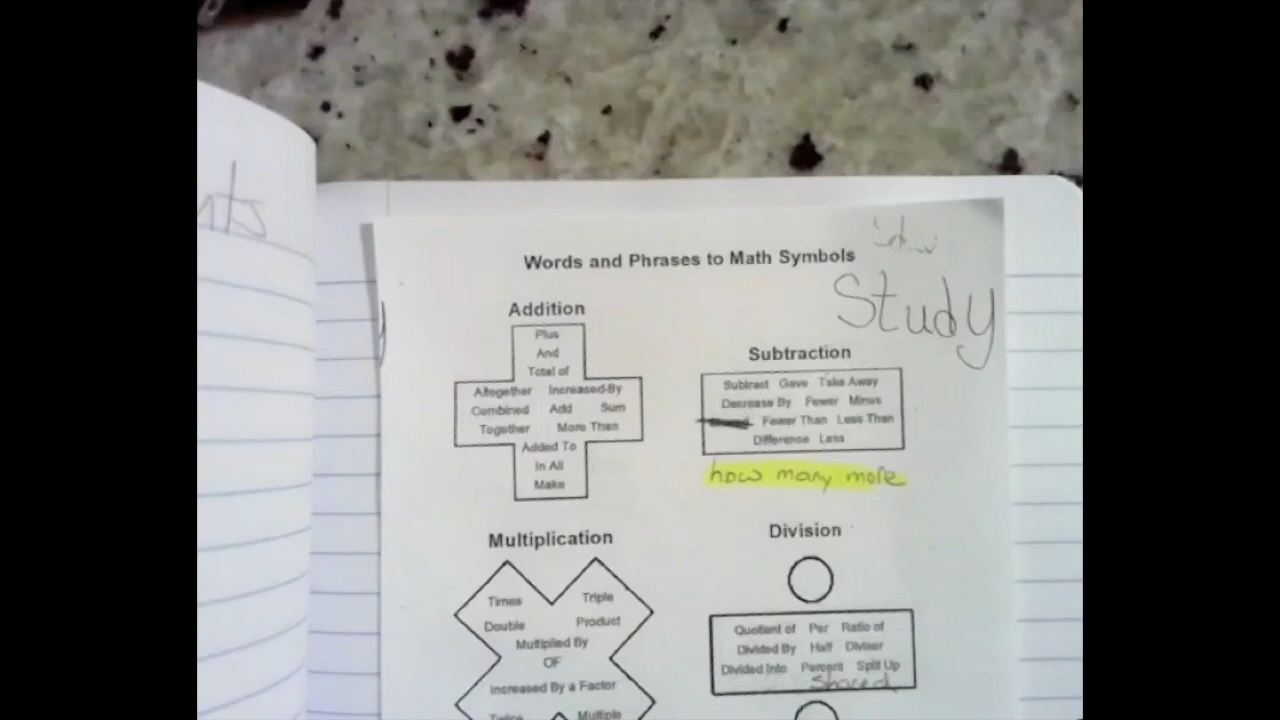 nts
Words and Phrases to Math Symbols
Study
Addition
Plus
And
Total of
Altogether Increased-By
Combined Add Sum
Together More Than
Added To
In All
Make
Subtraction
Subtract Gave Take Away
Decrease By Fewer Minus
Fewer Than Less Than
Difference Less
how many more
Multiplication
Times Triple
Double Product
Multiplied By
OF
Increased By a Factor
Twice Multiple
Division
Quotient of Per Ratio of
Divided By Half Divisor
Divided Into Percent Split Up
Shared